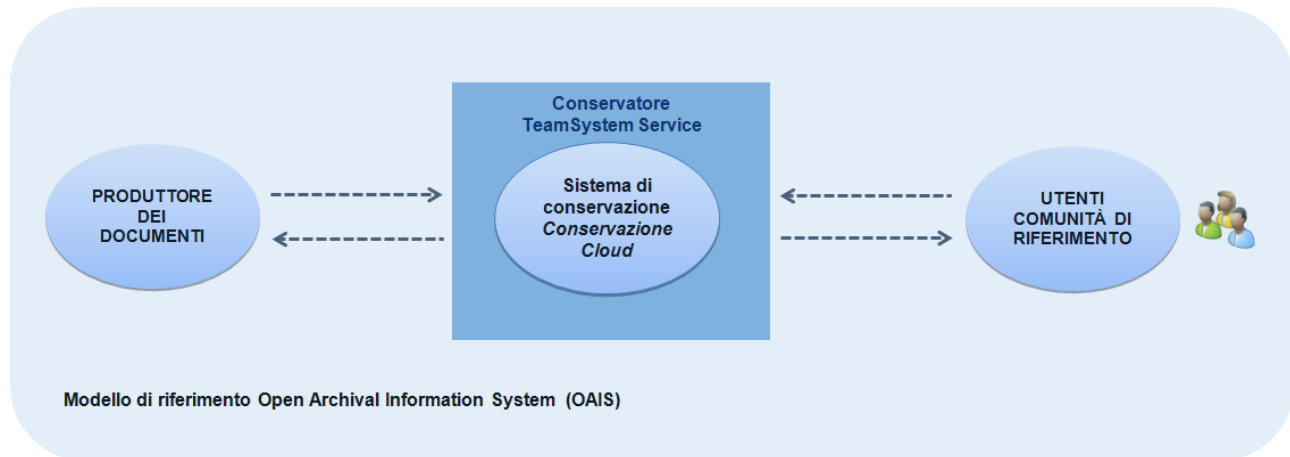 Conservatore
TeamSystem Service
PRODUTTORE
DEI
DOCUMENTI
Sistema di
conservazione
Conservazione
Cloud
UTENTI
COMUNITÀ DI
RIFERIMENTO
Modello di riferimento Open Archival Information System (OAIS)